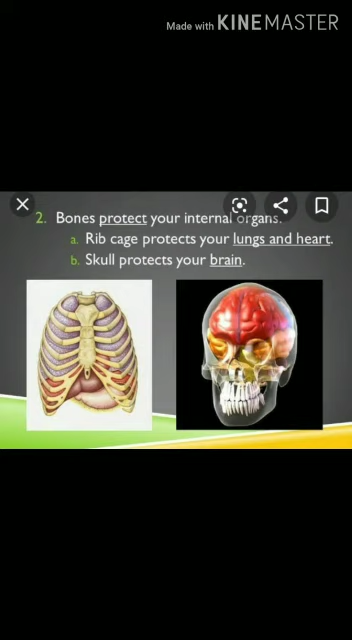 Made with KINEMASTER
2. Bones protect your internal organs.
a. Rib cage protects your lungs and heart.
b. Skull protects your brain.